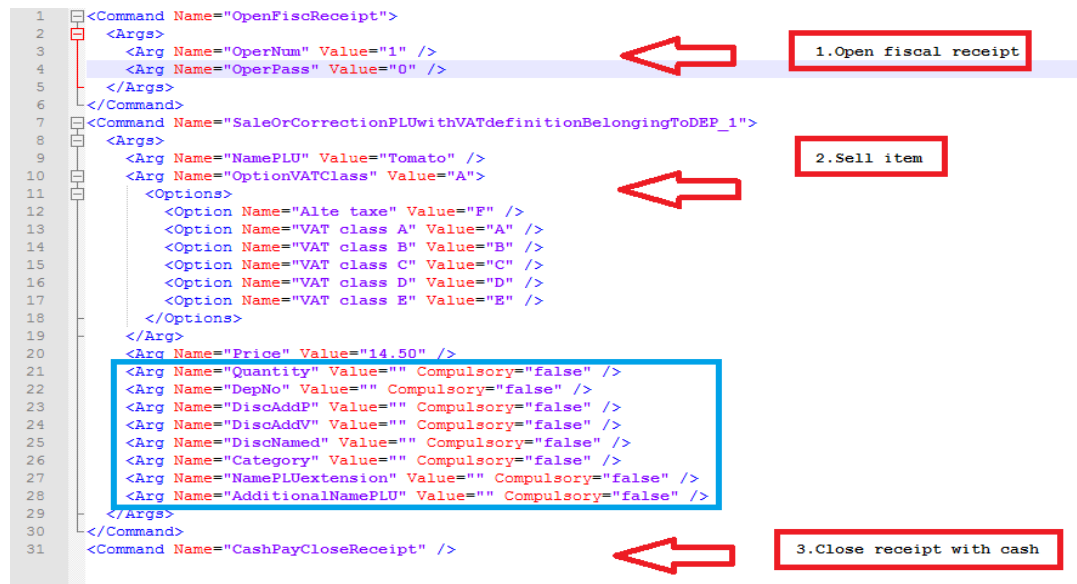 1 <Command Name="OpenFiscReceipt">
2 <Args>
3 <Arg Name="OperNum" Value="1" /> 1.Open fiscal receipt
4 <Arg Name="OperPass" Value="0" />
5 </Args>
6 </Command>
7 <Command Name="SaleOrCorrectionPLUwithVATdefinitionBelongingToDEP_1">
8 <Args>
9 <Arg Name="NamePLU" Value="Tomato" /> 2.Sell item
10 <Arg Name="OptionVATClass" Value="A">
11 <Options>
12 <Option Name="Alte taxe" Value="F" />
13 <Option Name="VAT class A" Value="A" />
14 <Option Name="VAT class B" Value="B" />
15 <Option Name="VAT class C" Value="C" />
16 <Option Name="VAT class D" Value="D" />
17 <Option Name="VAT class E" Value="E" />
18 </Options>
19 </Arg>
20 <Arg Name="Price" Value="14.50" />
21 <Arg Name="Quantity" Value="" Compulsory="false" />
22 <Arg Name="DepNo" Value="" Compulsory="false" />
23 <Arg Name="DiscAddP" Value="" Compulsory="false" />
24 <Arg Name="DiscAddV" Value="" Compulsory="false" />
25 <Arg Name="DiscNamed" Value="" Compulsory="false" />
26 <Arg Name="Category" Value="" Compulsory="false" />
27 <Arg Name="NamePLUextension" Value="" Compulsory="false" />
28 <Arg Name="AdditionalNamePLU" Value="" Compulsory="false" />
29 </Args>
30 </Command>
31 <Command Name="CashPayCloseReceipt" /> 3.Close receipt with cash